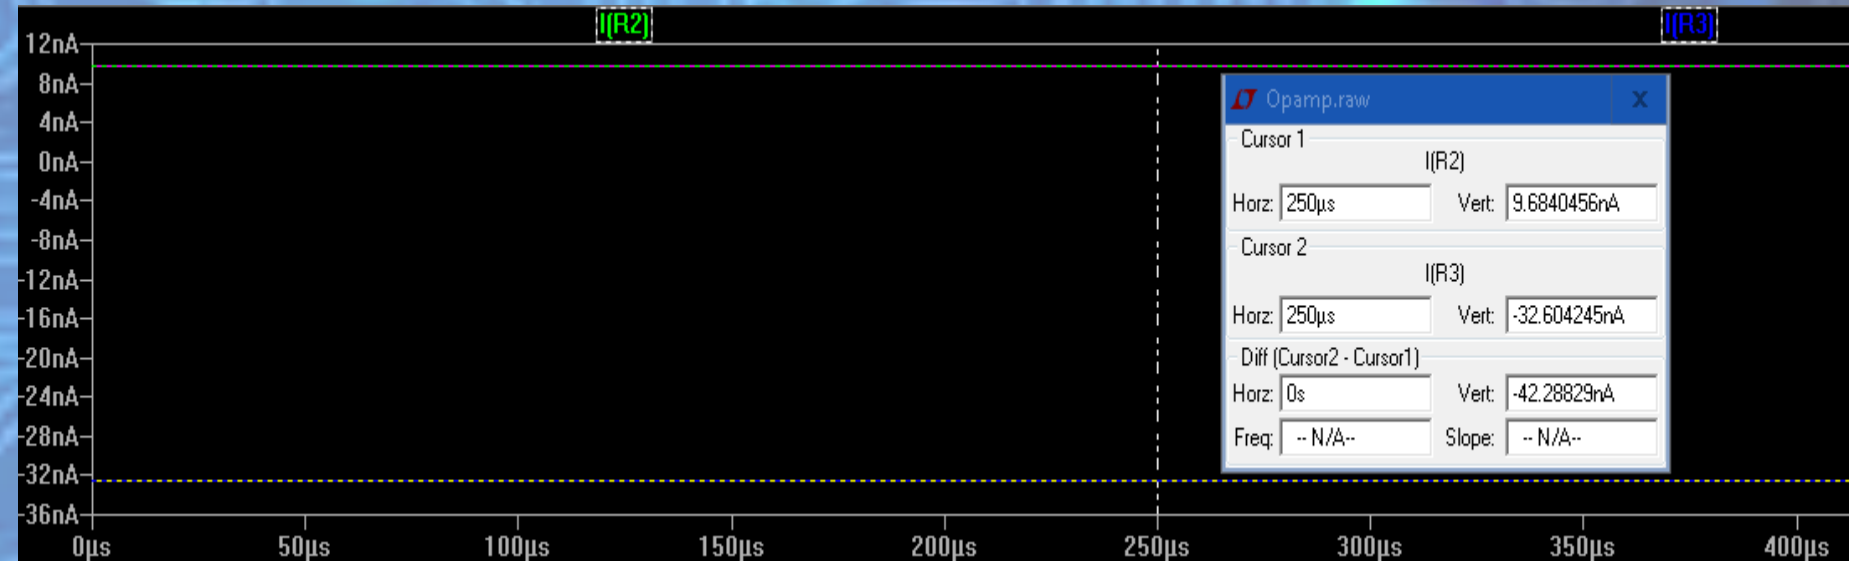 I(R2) I(R3)
12nA
8nA
4nA
0nA
-4nA
-8nA
-12nA
-16nA
-20nA
-24nA
-28nA
-32nA
-36nA
0µs 50µs 100µs 150µs 200µs 250µs 300µs 350µs 400µs
Opamp.raw X
Cursor 1
I(R2)
Horz: 250µs Vert: 9.6840456nA
Cursor 2
I(R3)
Horz: 250µs Vert: -32.604245nA
Diff (Cursor2 - Cursor1)
Horz: 0s Vert: -42.28829nA
Freq: -- N/A-- Slope: -- N/A--